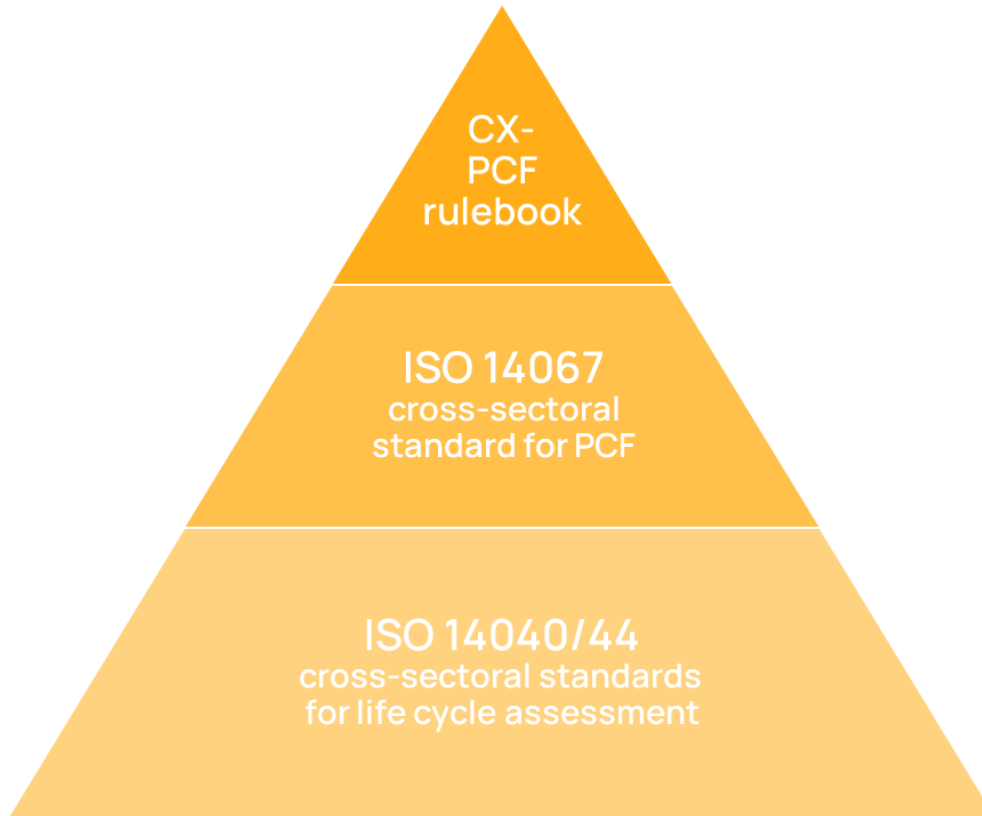 CX-
PCF
rulebook
ISO 14067
cross-sectoral
standard for PCF
ISO 14040/44
cross-sectoral standards
for life cycle assessment